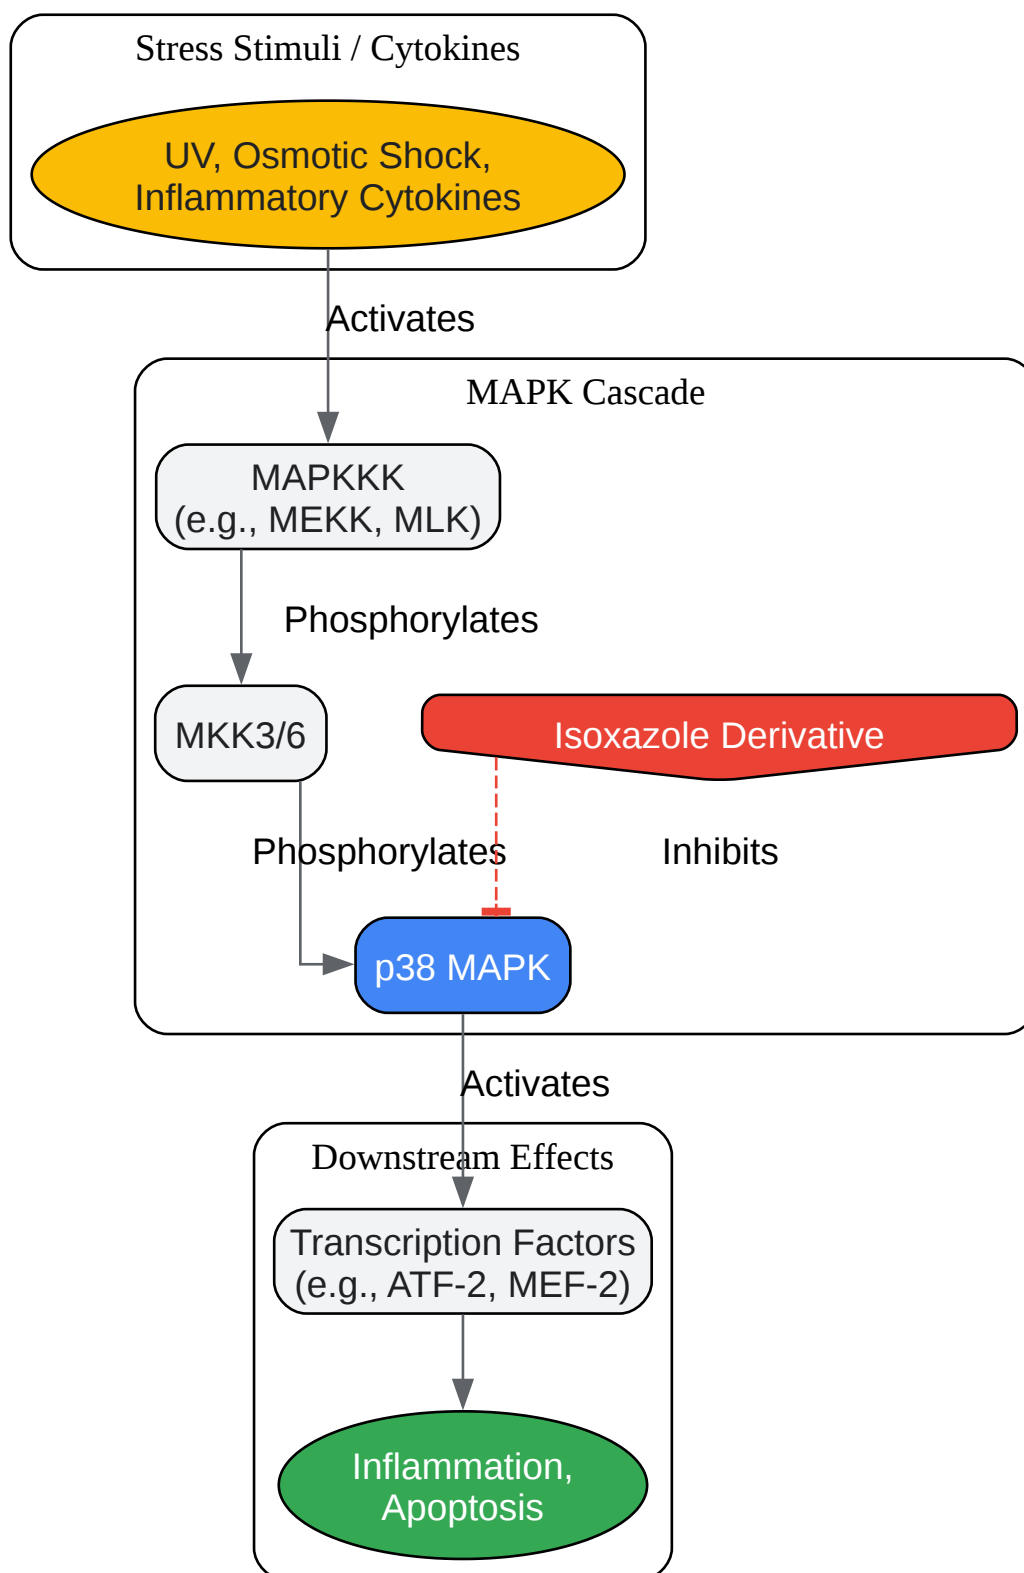 Stress Stimuli / Cytokines
UV, Osmotic Shock,
Inflammatory Cytokines
Activates
MAPK Cascade
MAPKKK
(e.g., MEKK, MLK)
Phosphorylates
MKK3/6
Isoxazole Derivative
Phosphorylates
Inhibits
p38 MAPK
Activates
Downstream Effects
Transcription Factors
(e.g., ATF-2, MEF-2)
Inflammation,
Apoptosis